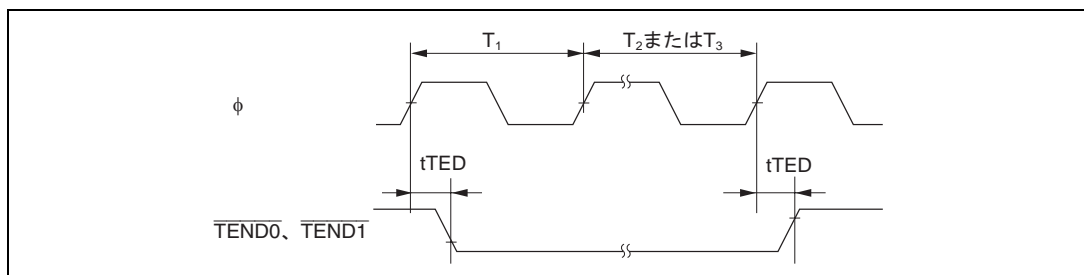 T₁
T₂またはT₃
φ
tTED
tTED
TEND0、TEND1